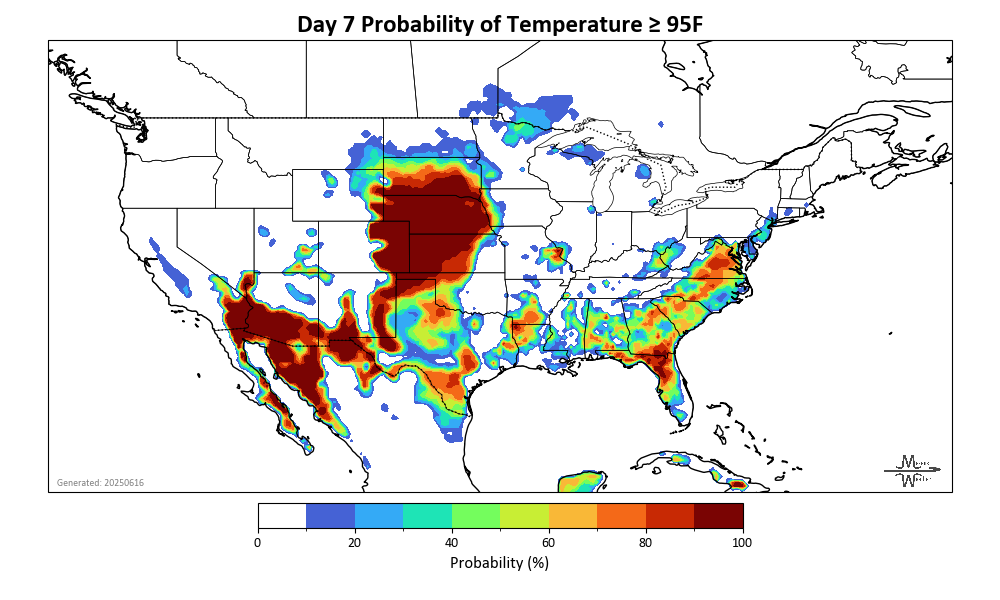 Day 7 Probability of Temperature ≥ 95F
Generated: 20250616
0 20 40 60 80 100
Probability (%)